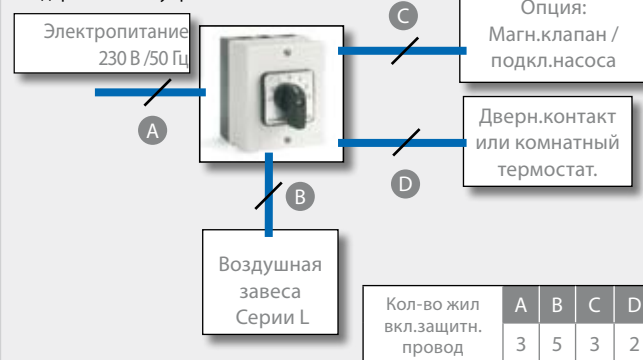 Электропитание
230 В /50 Гц
Опция:
Магн.клапан /
подкл.насоса
Дверн.контакт
или комнатный
термостат.
A
B
C
D
Воздушная
завеса
Серии L
Кол-во жил
вкл.защитн.
провод
A B C D
3 5 3 2